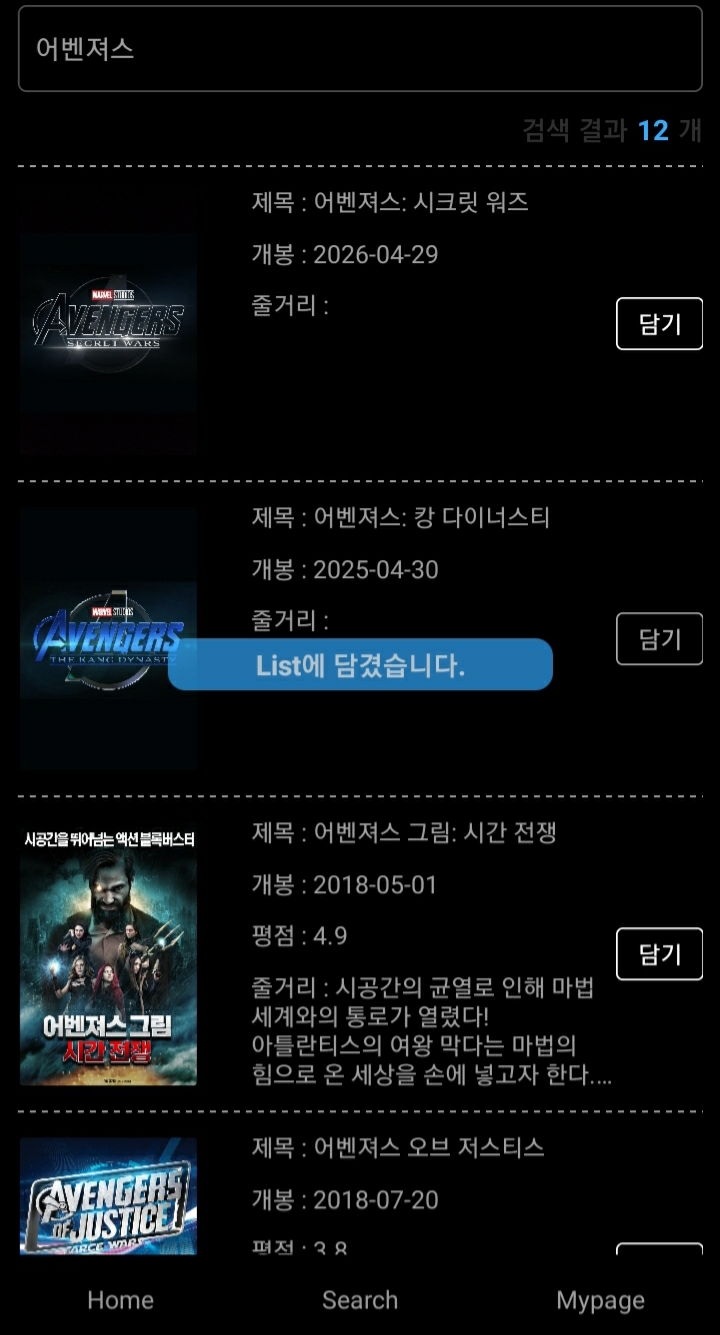 어벤져스
검색 결과 12 개
제목 : 어벤져스: 시크릿 워즈
개봉 : 2026-04-29
줄거리 :
담기
MARVEL STUDIOS
AVENGERS
SECRET WARS
제목 : 어벤져스: 캉 다이너스티
개봉 : 2025-04-30
줄거리 :
담기
MARVEL STUDIOS
AVENGERS
THE KANG DYNASTY
List에 담겼습니다.
제목 : 어벤져스 그림: 시간 전쟁
개봉 : 2018-05-01
평점 : 4.9
줄거리 : 시공간의 균열로 인해 마법
세계와의 통로가 열렸다!
아틀란티스의 여왕 막다는 마법의
힘으로 온 세상을 손에 넣고자 한다....
담기
시공간을 뛰어넘는 액션 블록버스터
어벤져스 그림
시간 전쟁
제목 : 어벤져스 오브 저스티스
개봉 : 2018-07-20
평점 : 3.8
AVENGERS
OF JUSTICE
FARCE WARS
Home
Search
Mypage